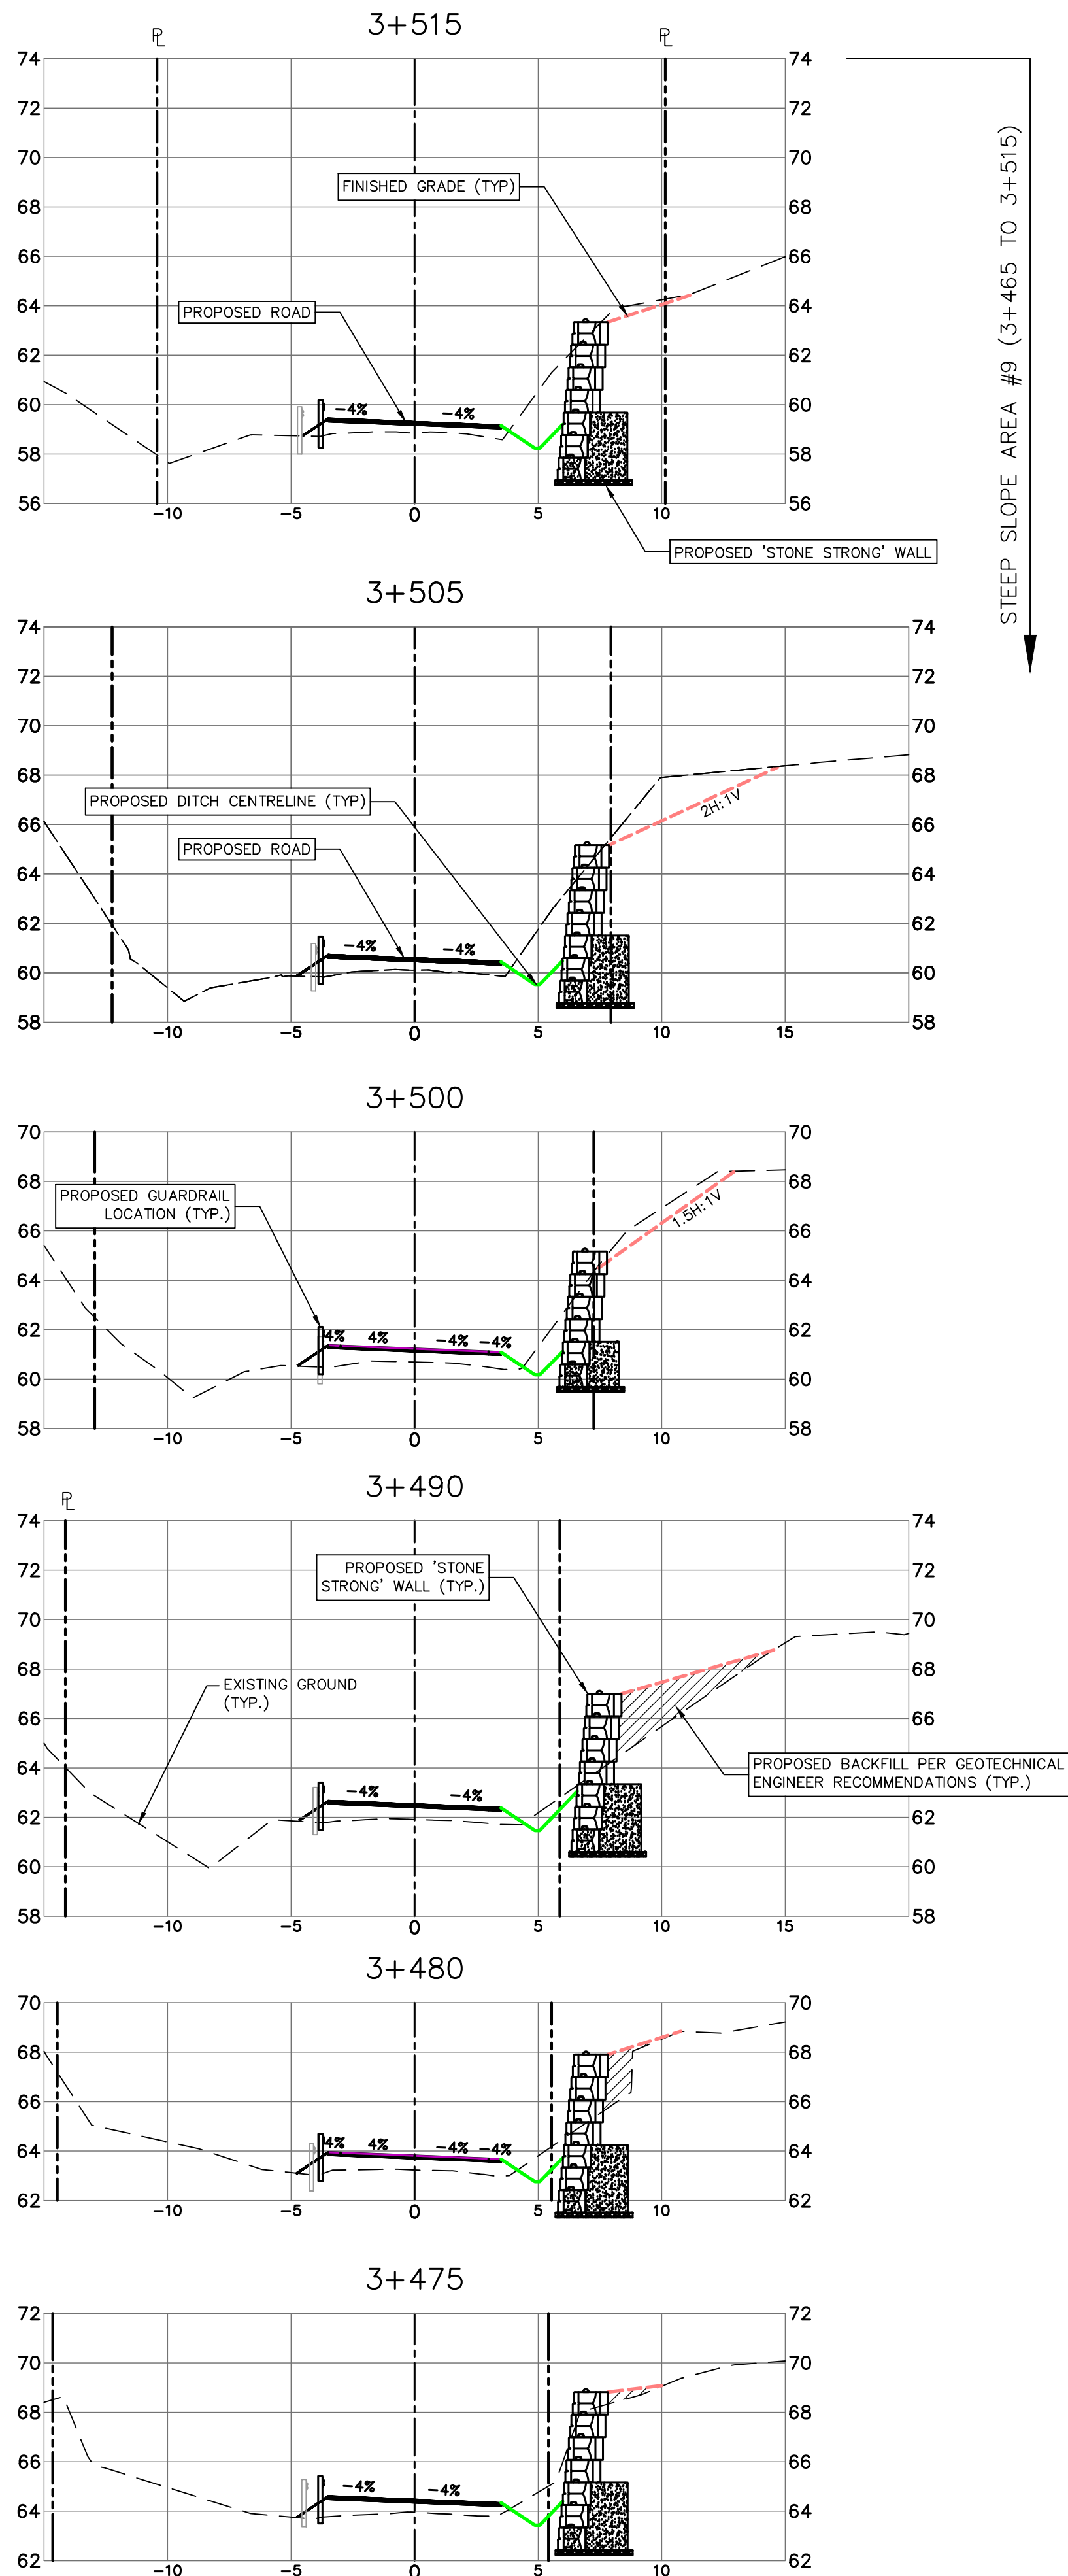 3+515
PL PL
74 74
72 72
70 70
68 68
66 66
64 64
62 62
60 60
58 58
56 56
-10 -5 0 5 10
FINISHED GRADE (TYP)
PROPOSED ROAD
-4% -4%
PROPOSED 'STONE STRONG' WALL
STEEP SLOPE AREA #9 (3+465 TO 3+515)
3+505
74 74
72 72
70 70
68 68
66 66
64 64
62 62
60 60
58 58
-10 -5 0 5 10 15
PROPOSED DITCH CENTRELINE (TYP)
2H:1V
PROPOSED ROAD
-4% -4%
3+500
70 70
68 68
66 66
64 64
62 62
60 60
58 58
-10 -5 0 5 10
PROPOSED GUARDRAIL
LOCATION (TYP.)
1.5H:1V
4% 4% -4% -4%
3+490
PL
74 74
72 72
70 70
68 68
66 66
64
62 62
60 60
58 58
-10 -5 0 5 10 15
PROPOSED 'STONE
STRONG' WALL (TYP.)
EXISTING GROUND
(TYP.)
PROPOSED BACKFILL PER GEOTECHNICAL
ENGINEER RECOMMENDATIONS (TYP.)
-4% -4%
3+480
70 70
68 68
66 66
64 64
62 62
-10 -5 0 5 10
4% 4% -4% -4%
3+475
72 72
70 70
68 68
66 66
64 64
62 62
-10 -5 0 5 10
-4% -4%